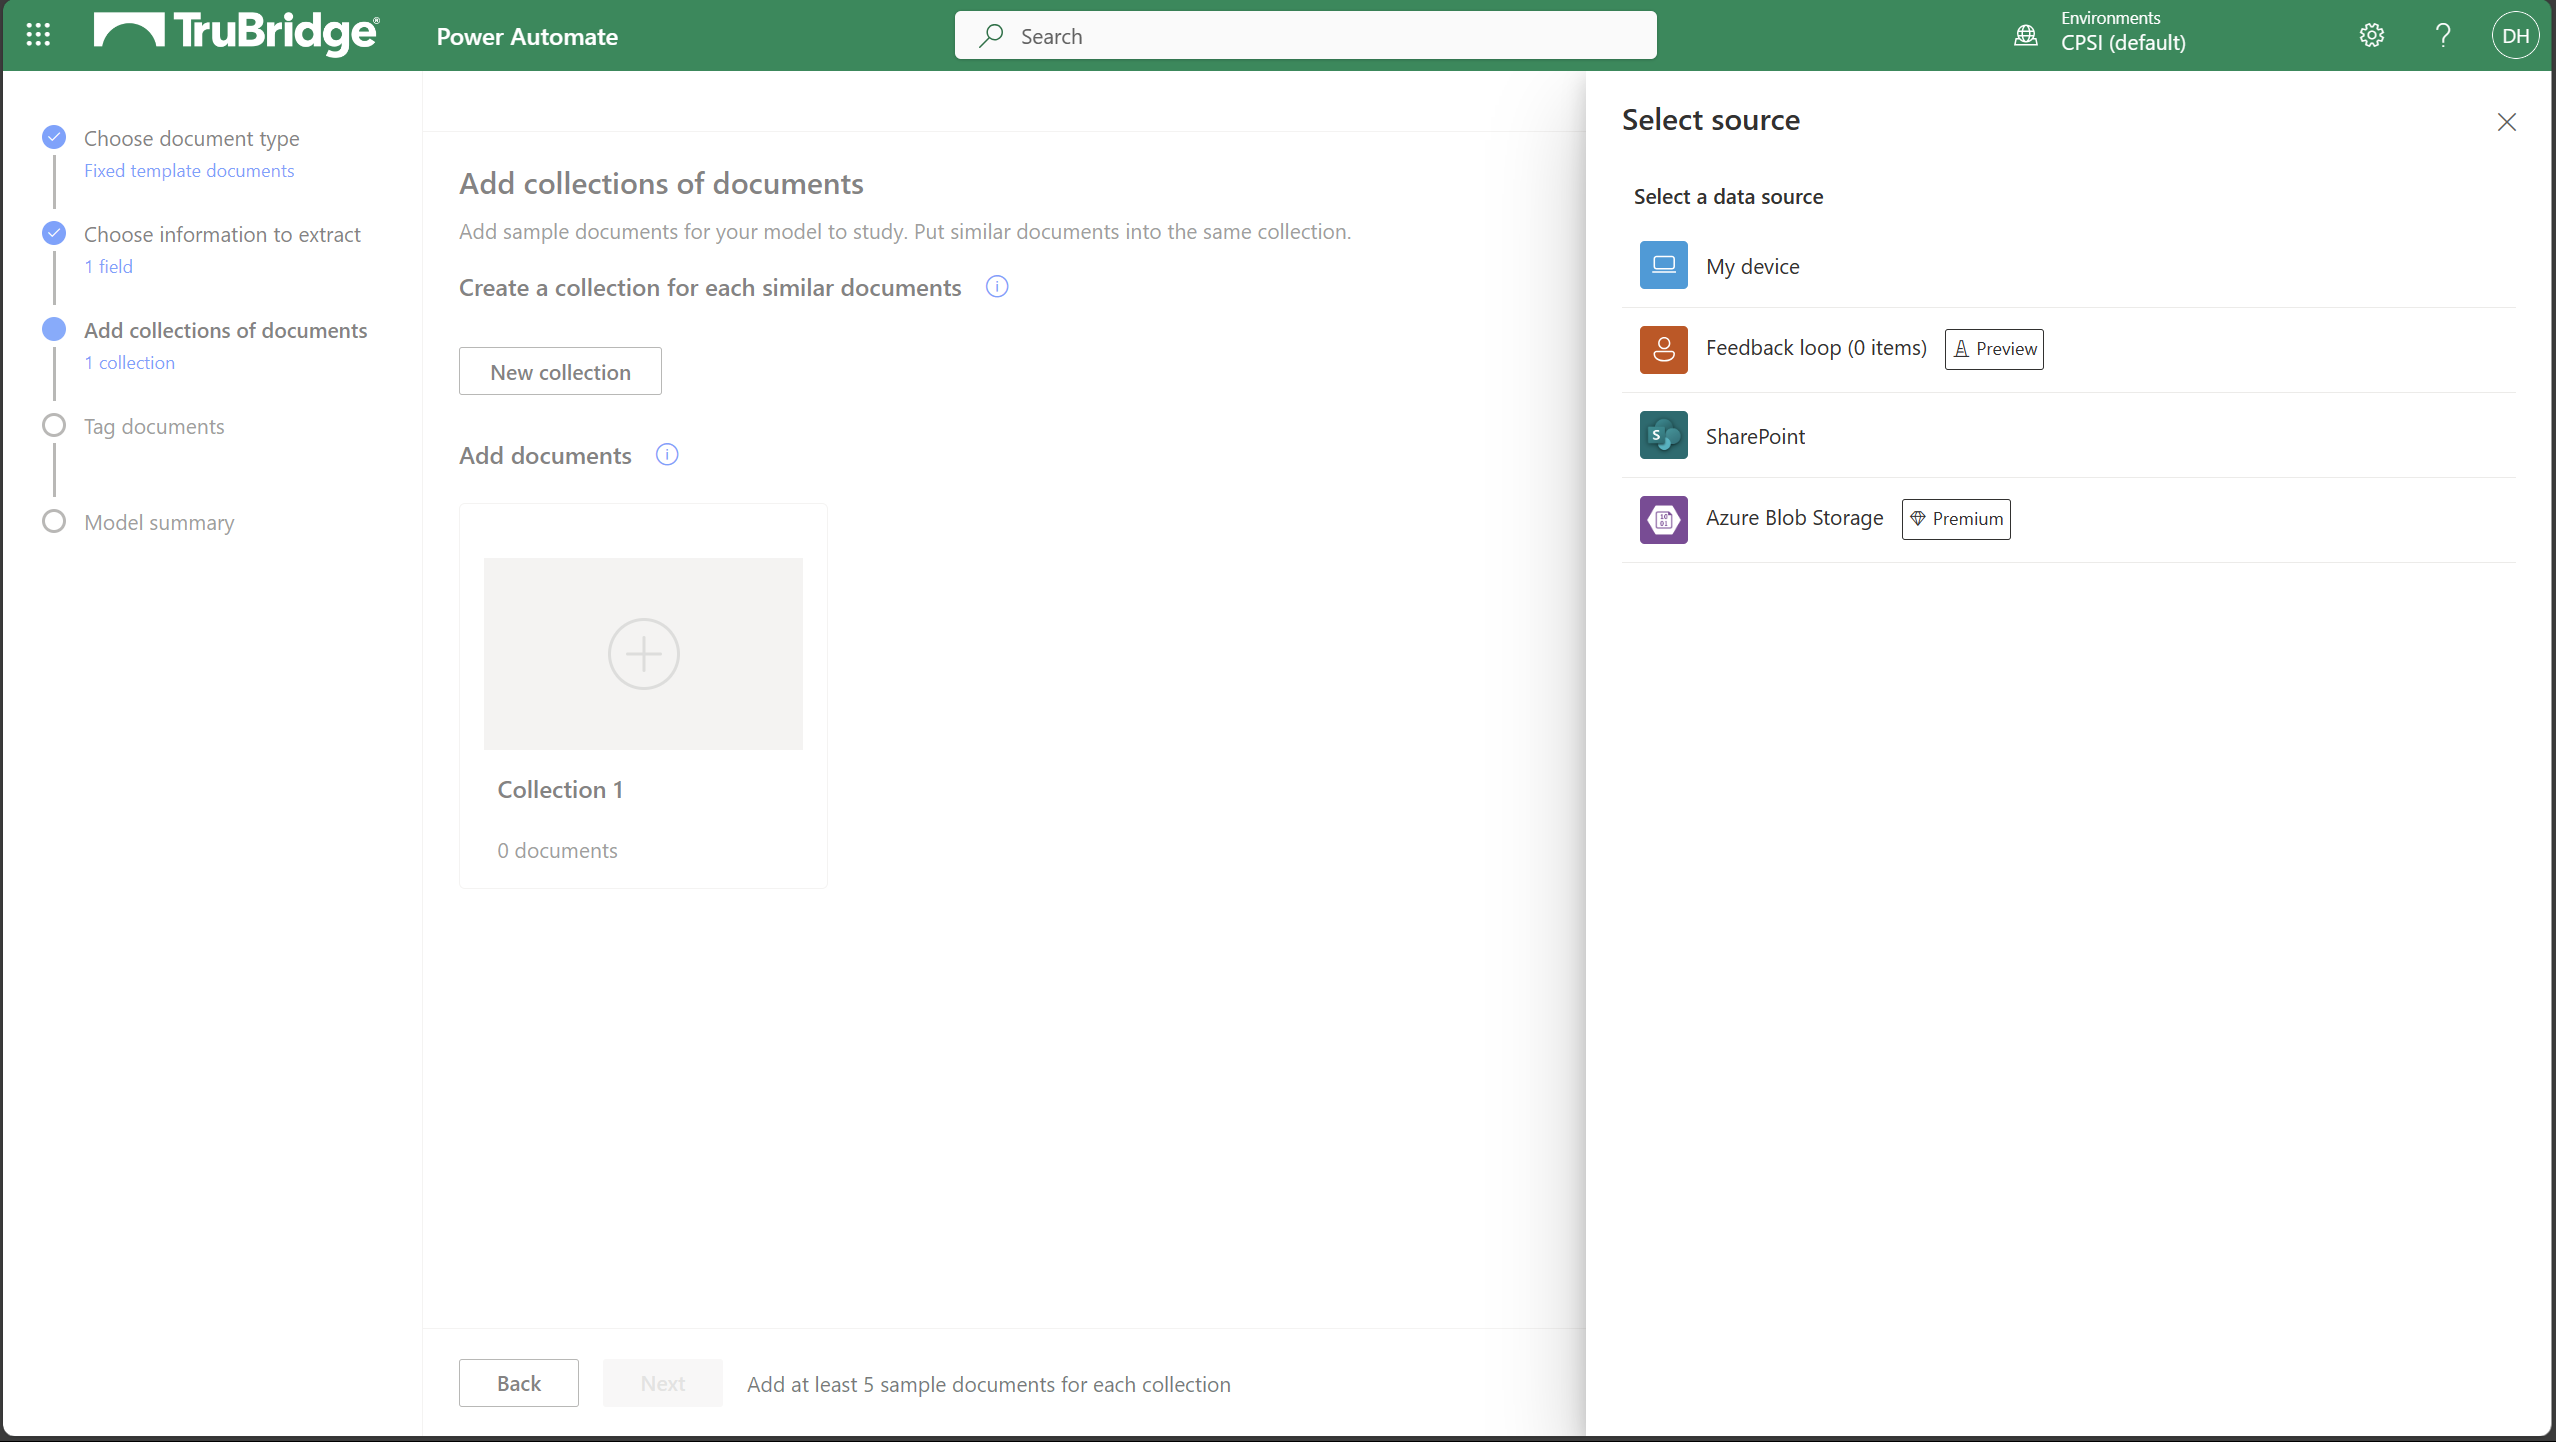 TruBridge®
Power Automate
Search
Environments
CPSI (default)
DH
Choose document type
Fixed template documents
Choose information to extract
1 field
Add collections of documents
1 collection
Tag documents
Model summary
Add collections of documents
Add sample documents for your model to study. Put similar documents into the same collection.
Create a collection for each similar documents
New collection
Add documents
Collection 1
0 documents
Back
Next
Add at least 5 sample documents for each collection
Select source
Select a data source
My device
Feedback loop (0 items)
Preview
SharePoint
Azure Blob Storage
Premium